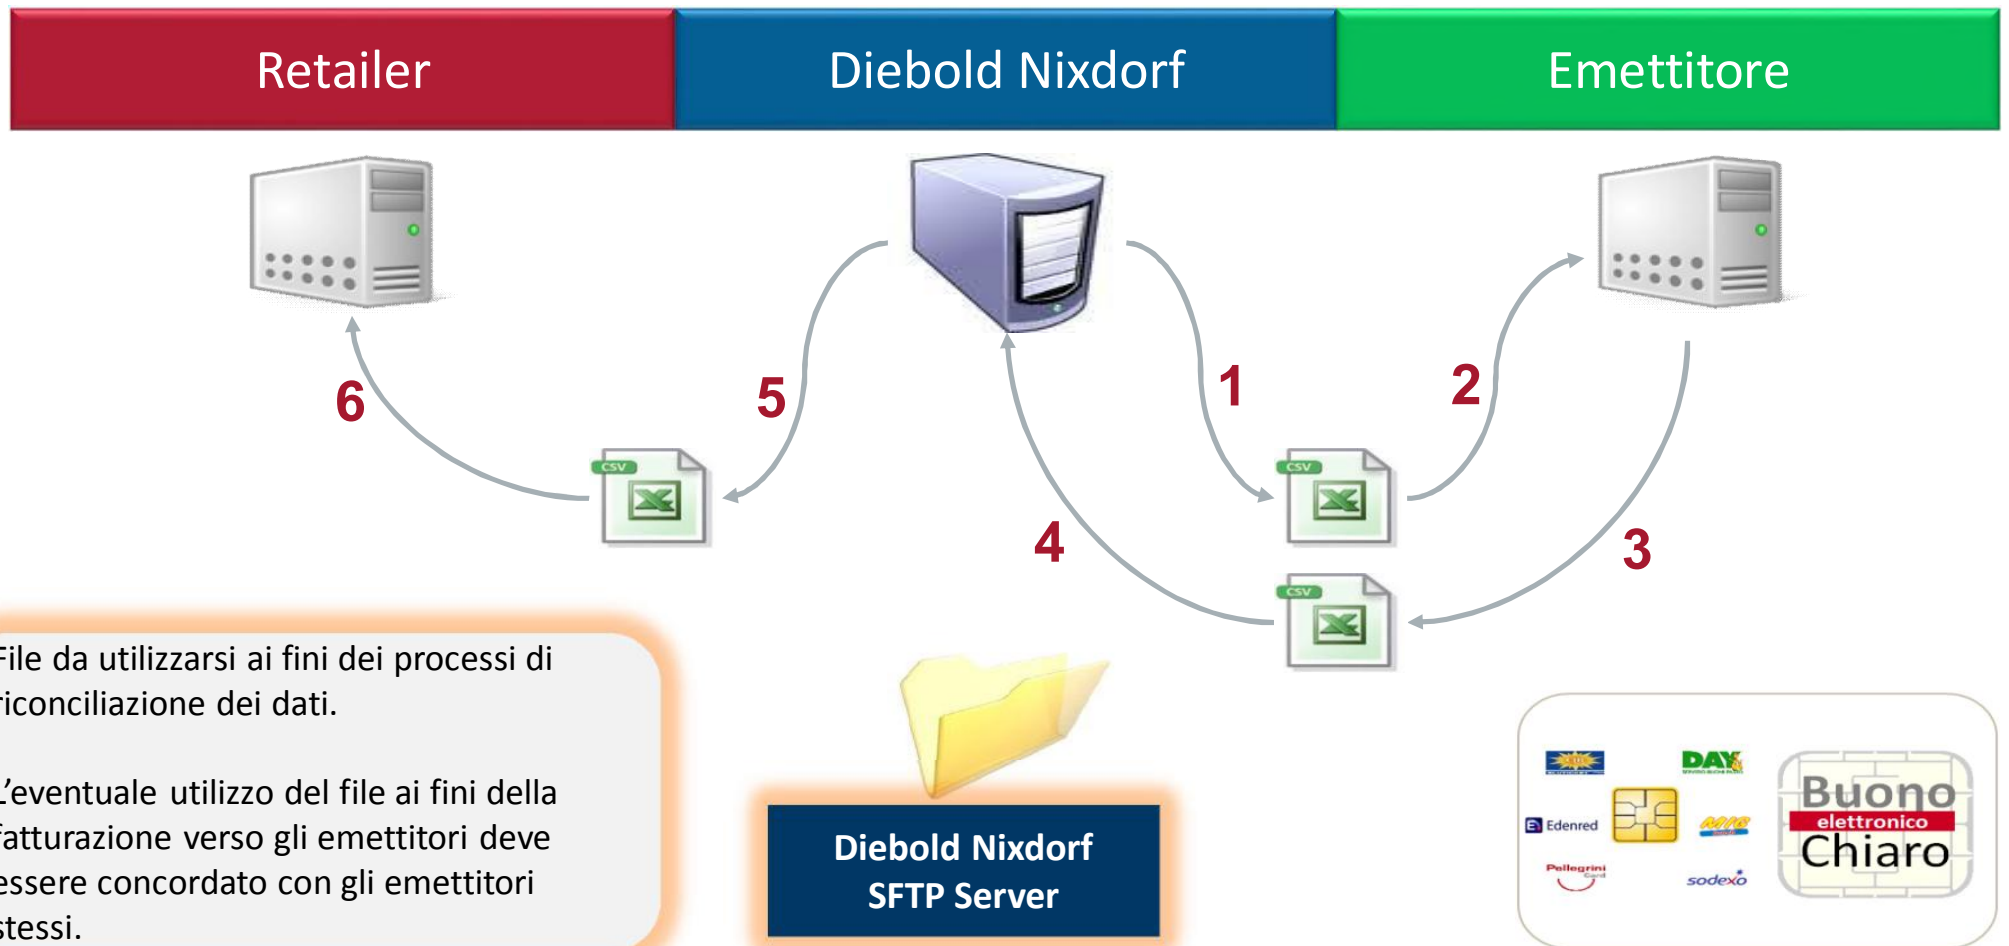 Retailer
Diebold Nixdorf
Emettitore
1
2
3
4
5
6
CSV
CSV
CSV
File da utilizzarsi ai fini dei processi di
riconciliazione dei dati.
L'eventuale utilizzo del file ai fini della
fatturazione verso gli emettitori deve
essere concordato con gli emettitori
stessi.
Diebold Nixdorf
SFTP Server
DAY
Edenred
Pellegrini
Card
sodexo
Buono
elettronico
Chiaro